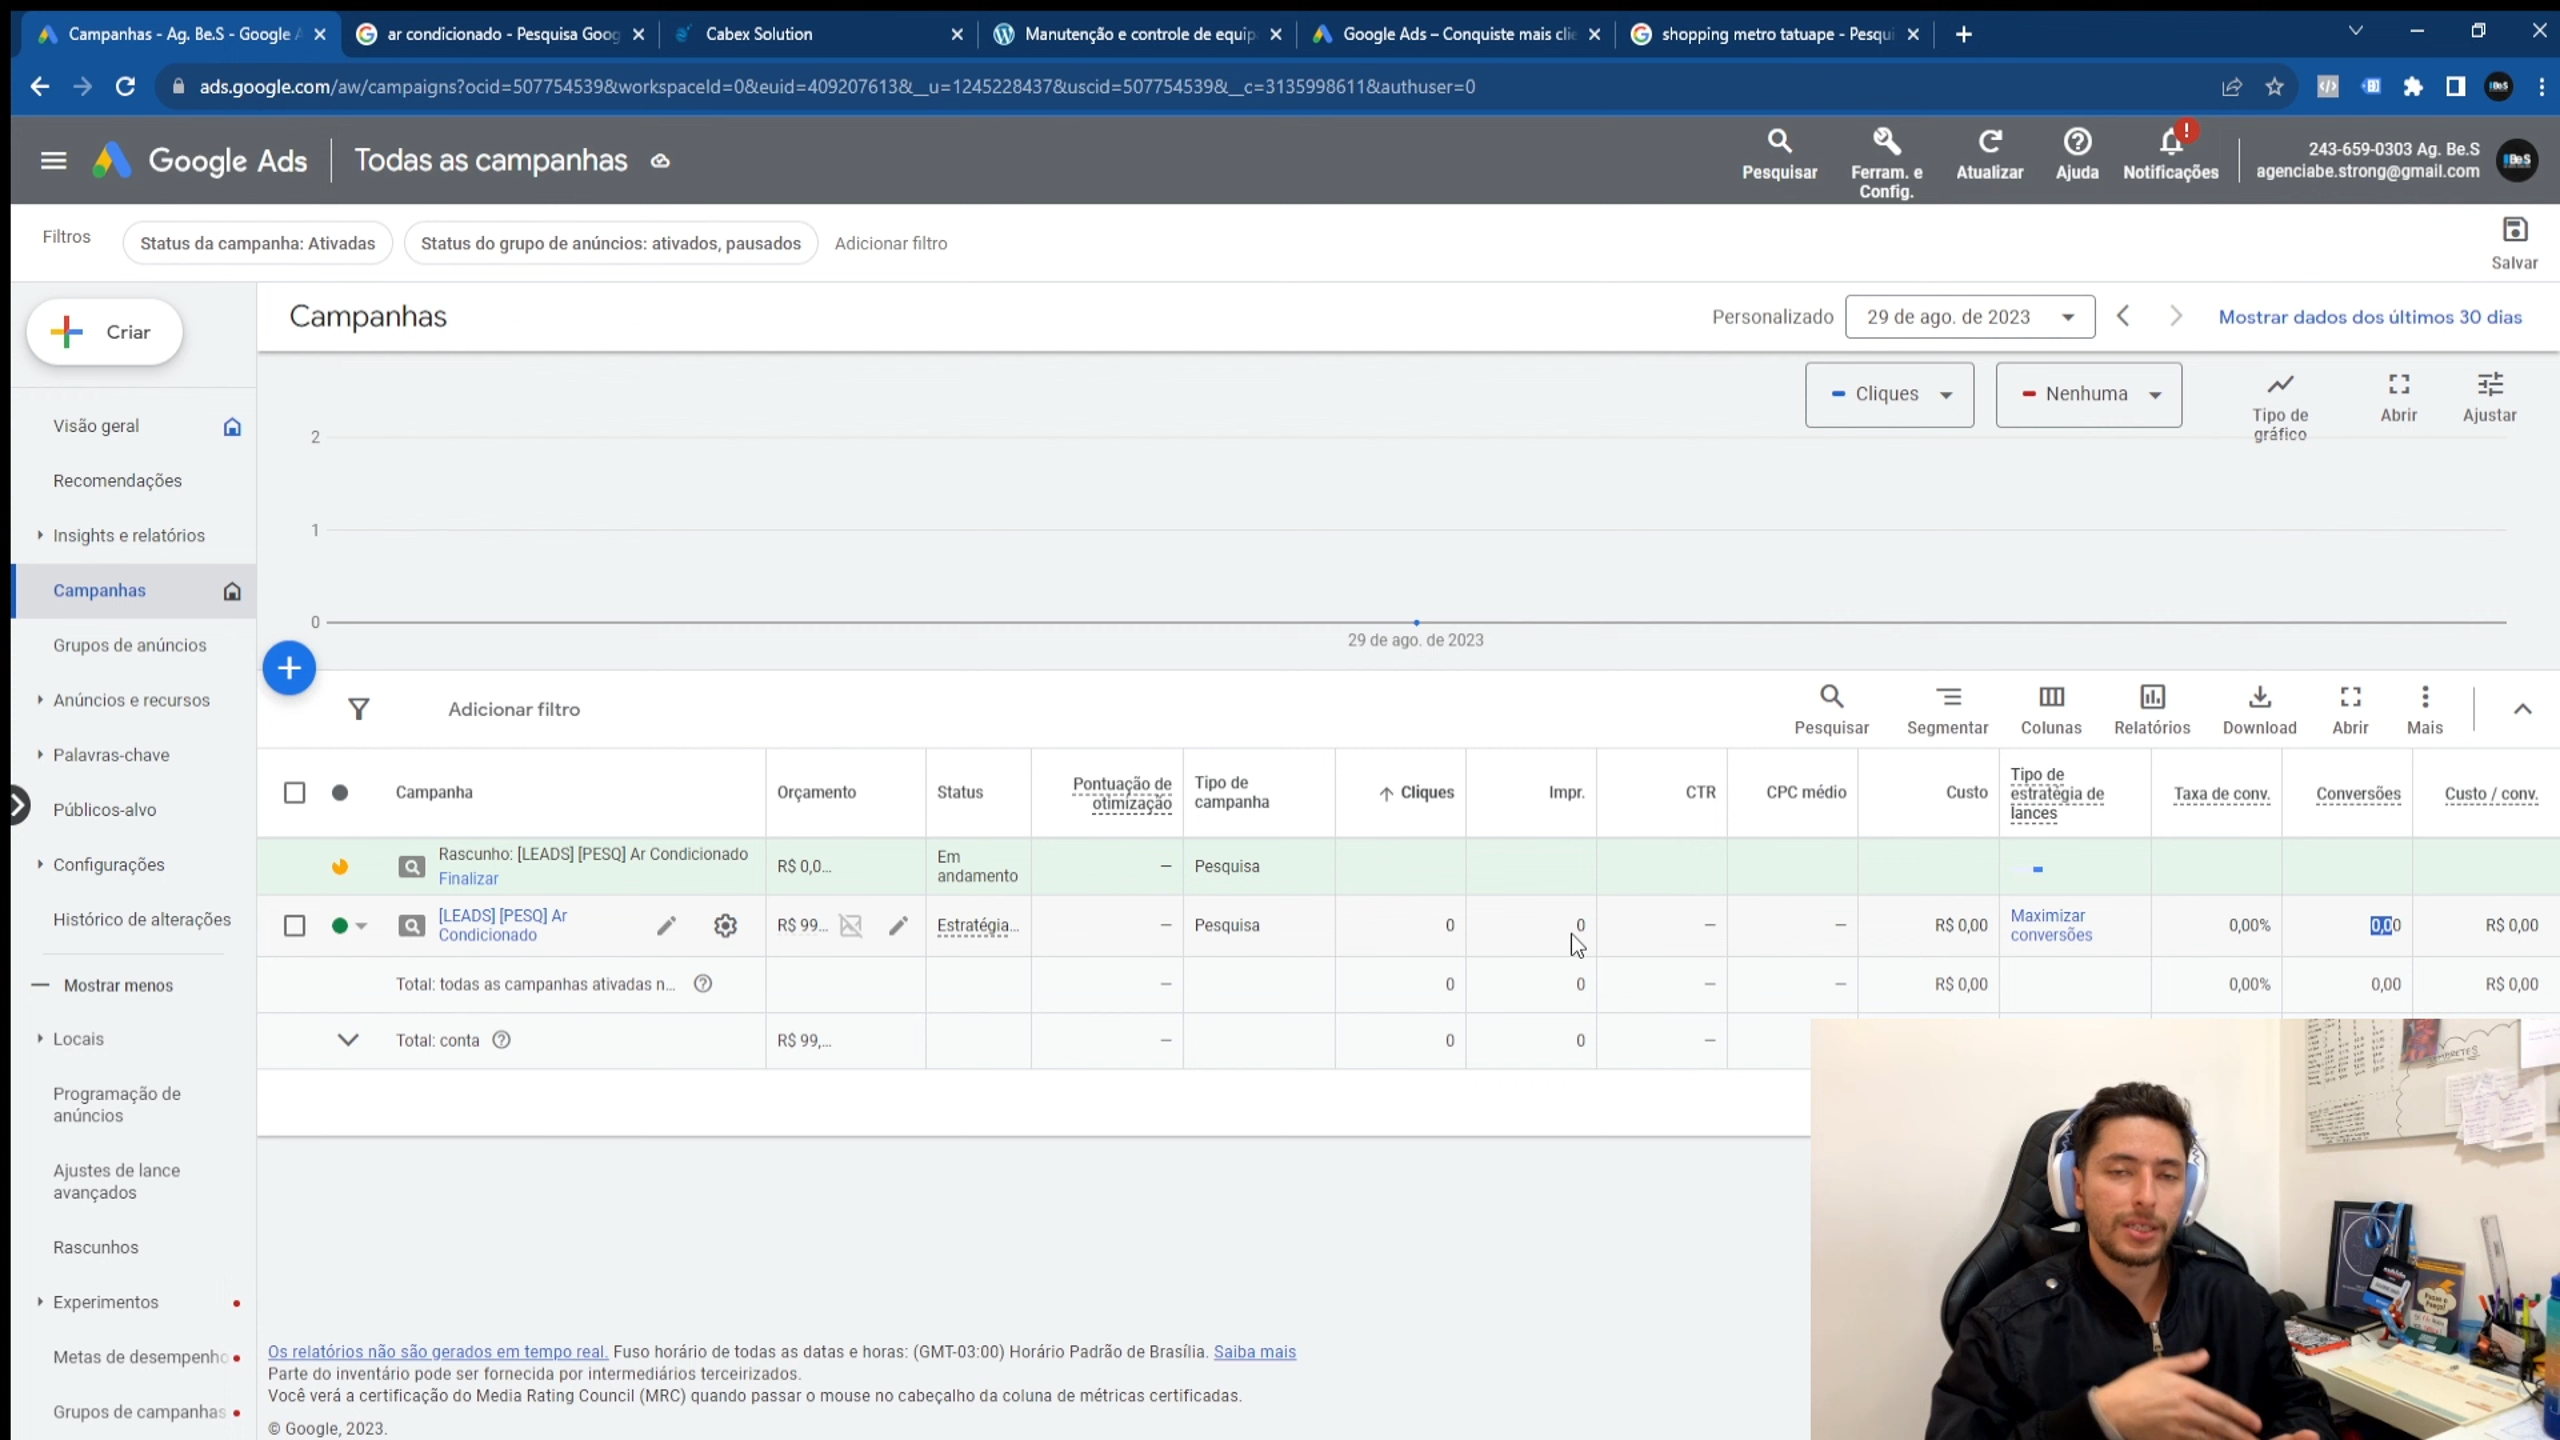 Campanhas - Ag. Be.S - Google A
ar condicionado - Pesquisa Goog
Cabex Solution
Manutenção e controle de equip
Google Ads – Conquiste mais clie
shopping metro tatuape - Pesqui
ads.google.com/aw/campaigns?ocid=507754539&workspaceId=0&euid=409207613&__u=1245228437&uscid=507754539&__c=3135998611&authuser=0
Google Ads
Todas as campanhas
Pesquisar
Ferram. e
Config.
Atualizar
Ajuda
Notificações
243-659-0303 Ag. Be.S
agenciabe.strong@gmail.com
Filtros
Status da campanha: Ativadas
Status do grupo de anúncios: ativados, pausados
Adicionar filtro
Salvar
Criar
Campanhas
Personalizado
29 de ago. de 2023
Mostrar dados dos últimos 30 dias
Cliques
Nenhuma
Tipo de
gráfico
Abrir
Ajustar
2
1
0
29 de ago. de 2023
Visão geral
Recomendações
Insights e relatórios
Campanhas
Grupos de anúncios
Anúncios e recursos
Palavras-chave
Públicos-alvo
Configurações
Histórico de alterações
Mostrar menos
Locais
Programação de
anúncios
Ajustes de lance
avançados
Rascunhos
Experimentos
Metas de desempenho
Grupos de campanhas
Adicionar filtro
Pesquisar
Segmentar
Colunas
Relatórios
Download
Abrir
Mais
Campanha
Orçamento
Status
Pontuação de
otimização
Tipo de
campanha
Cliques
Impr.
CTR
CPC médio
Custo
Tipo de
estratégia de
lances
Taxa de conv.
Conversões
Custo / conv.
Rascunho: [LEADS] [PESQ] Ar Condicionado
Finalizar
R$ 0,0...
Em
andamento
—
Pesquisa
[LEADS] [PESQ] Ar
Condicionado
R$ 99...
Estratégia...
—
Pesquisa
0
0
—
—
R$ 0,00
Maximizar
conversões
0,00%
0,00
R$ 0,00
Total: todas as campanhas ativadas n...
—
0
0
—
—
R$ 0,00
0,00%
0,00
R$ 0,00
Total: conta
R$ 99,...
—
0
0
—
Os relatórios não são gerados em tempo real. Fuso horário de todas as datas e horas: (GMT-03:00) Horário Padrão de Brasília. Saiba mais
Parte do inventário pode ser fornecida por intermediários terceirizados.
Você verá a certificação do Media Rating Council (MRC) quando passar o mouse no cabeçalho da coluna de métricas certificadas.
© Google, 2023.